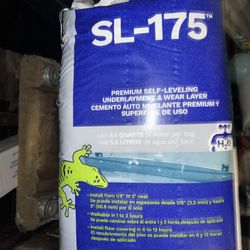 SL-175™
PREMIUM SELF-LEVELING
UNDERLAYMENT & WEAR LAYER
CEMENTO AUTO NIVELANTE PREMIUM Y
SUPERFICIE DE USO
Use 5.5 QUARTS of water per bag
Use 5.2 LITROS de agua por saco
H₂O
- Install from 1/8" to 2" neat
Se puede instalar en espesores desde 1/8" (3.2 mm) y hasta
2" (50.8 mm) por si solo
- Walkable in 1 to 2 hours
Se puede caminar sobre el entre 1 y 2 horas después de aplicado
- Install floor covering in 6 to 12 hours
El recubrimiento del piso se puede instalar en 6 y 12 horas
después de aplicado